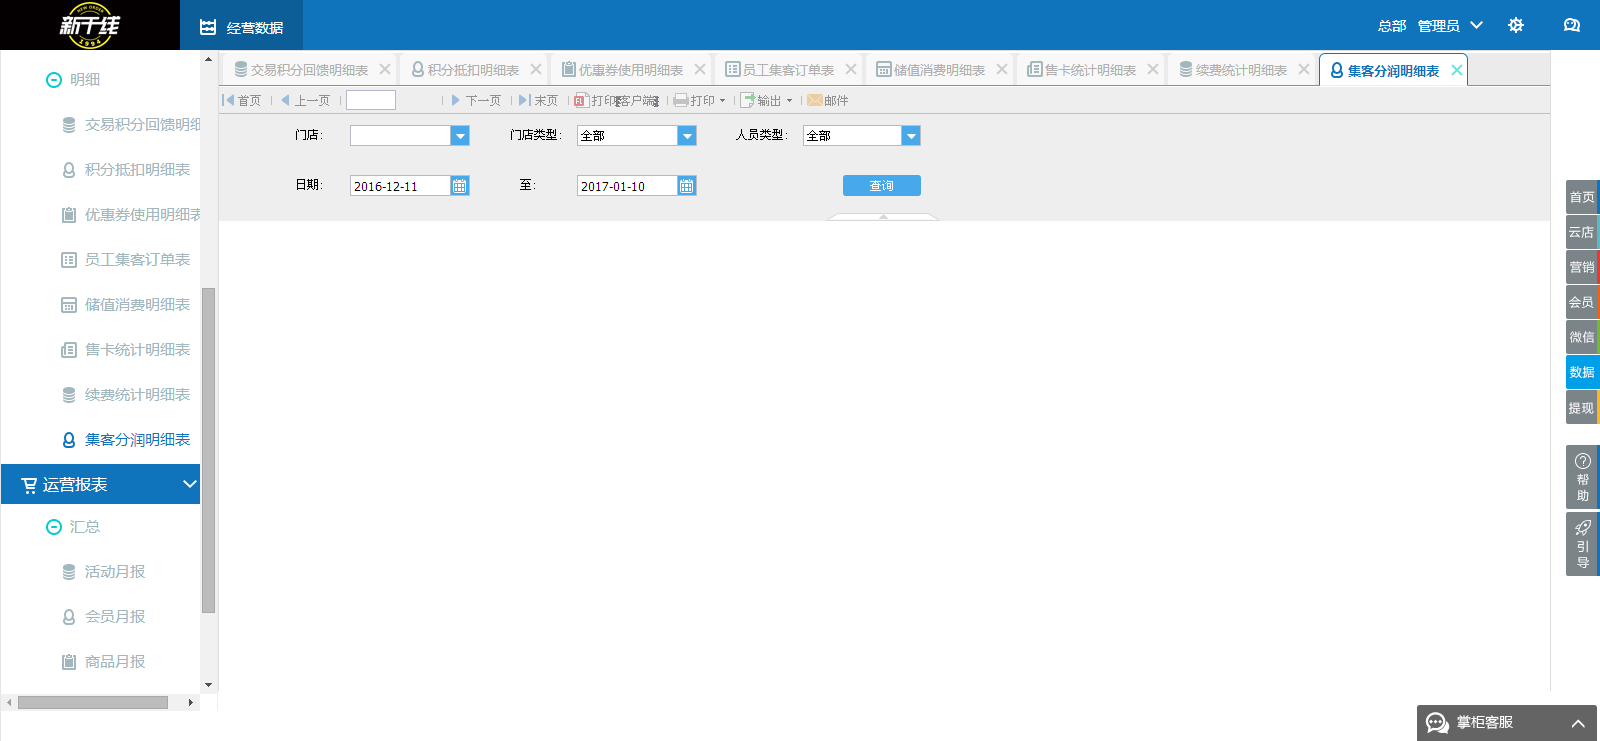 新干线
NEW ORDER
1994
经营数据
总部 管理员
明细
交易积分回馈明细
积分抵扣明细表
优惠券使用明细表
员工集客订单表
储值消费明细表
售卡统计明细表
续费统计明细表
集客分润明细表
运营报表
汇总
活动月报
会员月报
商品月报
交易积分回馈明细表
积分抵扣明细表
优惠券使用明细表
员工集客订单表
储值消费明细表
售卡统计明细表
续费统计明细表
集客分润明细表
首页 上一页 下一页 末页 打印[客户端] 打印 输出 邮件
门店: 门店类型: 全部 人员类型: 全部
日期: 2016-12-11 至: 2017-01-10 查询
首页
云店
营销
会员
微信
数据
提现
帮助
引导
掌柜客服